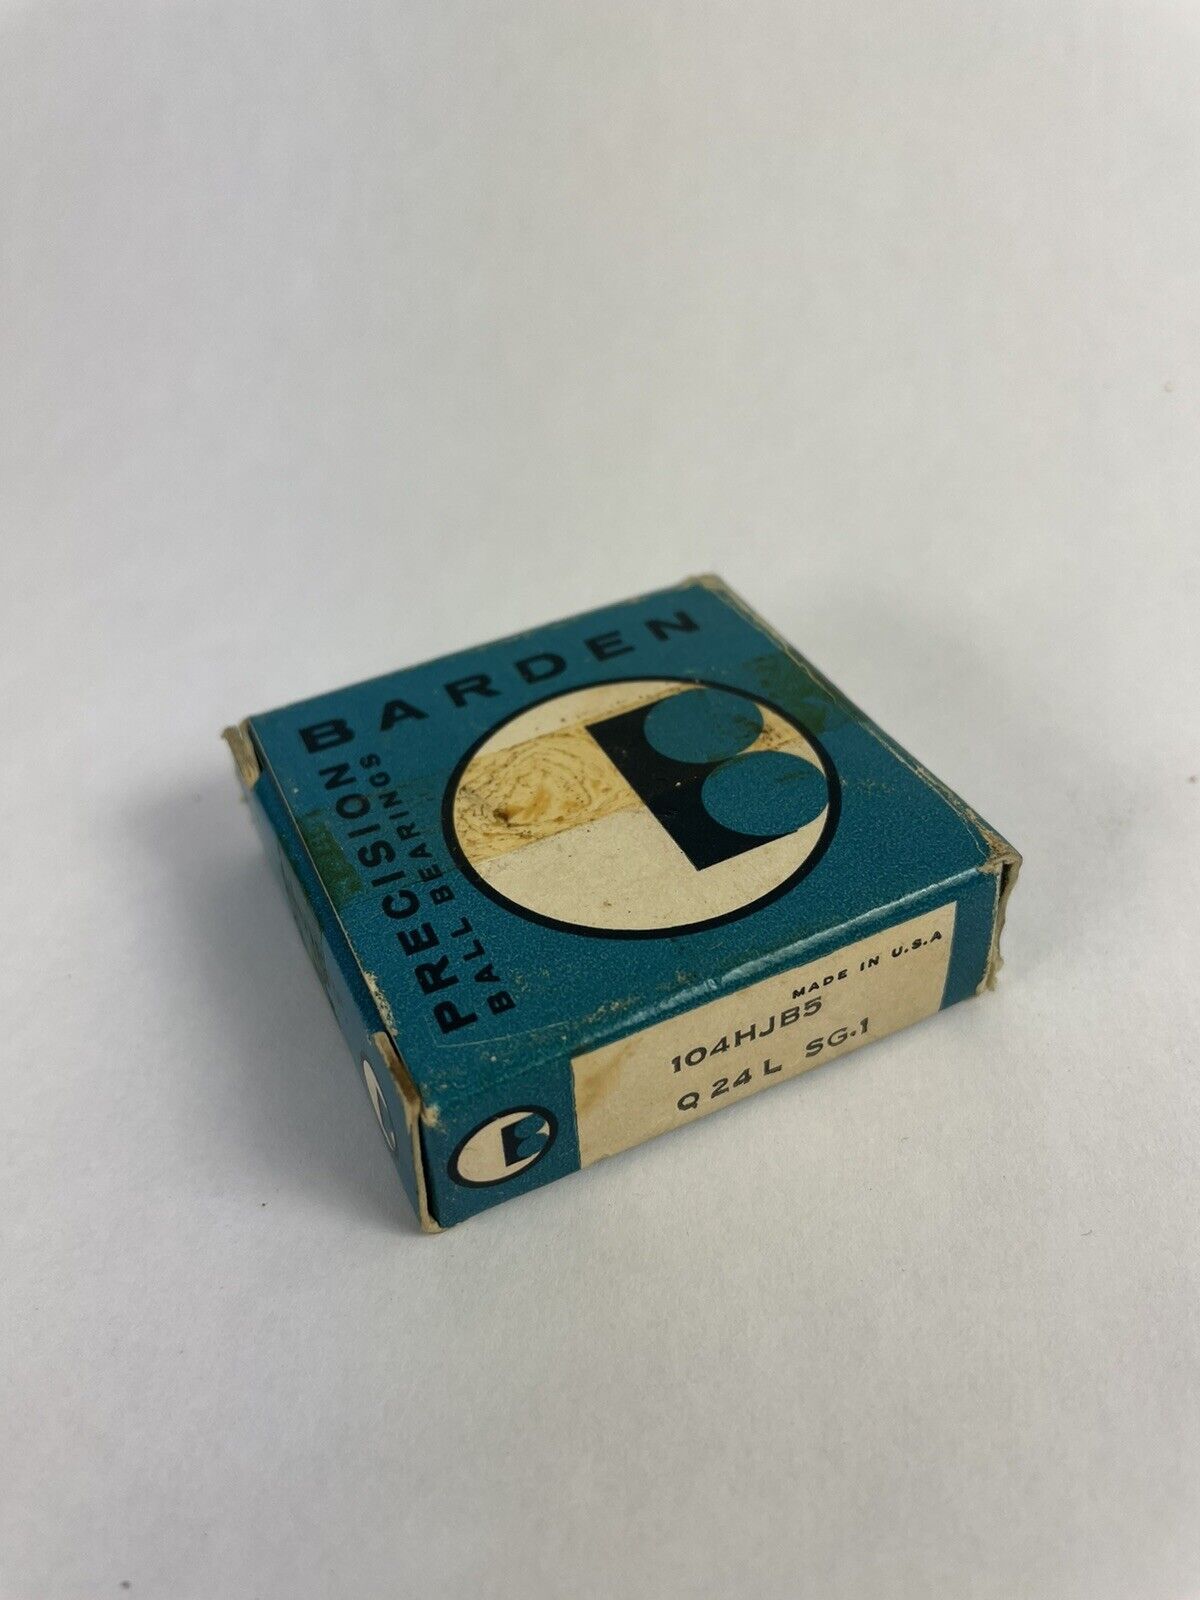 BARDEN
PRECISION
BALL BEARINGS
MADE IN U.S.A
104HJB5
Q 24 L SG.1